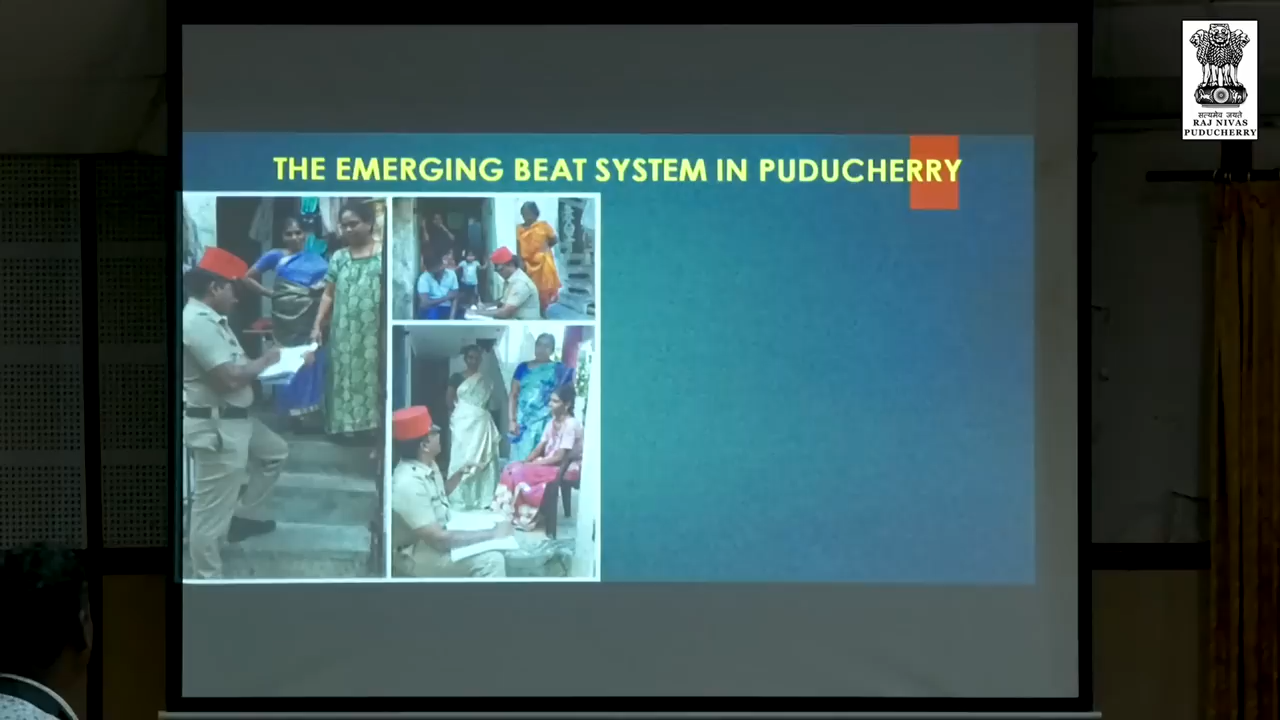 THE EMERGING BEAT SYSTEM IN PUDUCHERRY
सत्यमेव जयते
RAJ NIVAS
PUDUCHERRY